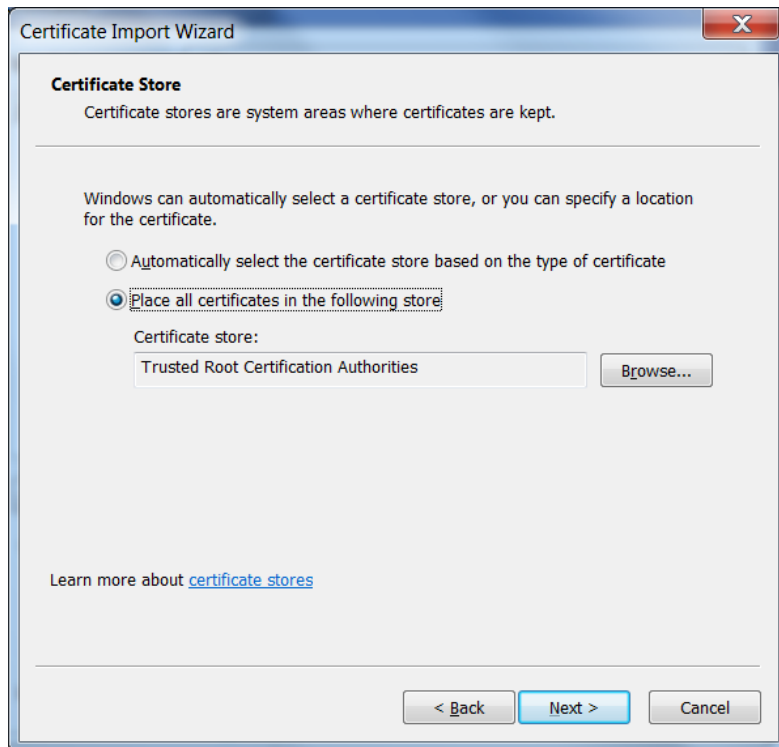 Certificate Import Wizard
Certificate Store
Certificate stores are system areas where certificates are kept.
Windows can automatically select a certificate store, or you can specify a location
for the certificate.
Automatically select the certificate store based on the type of certificate
Place all certificates in the following store
Certificate store:
Trusted Root Certification Authorities
Browse...
Learn more about certificate stores
< Back
Next >
Cancel